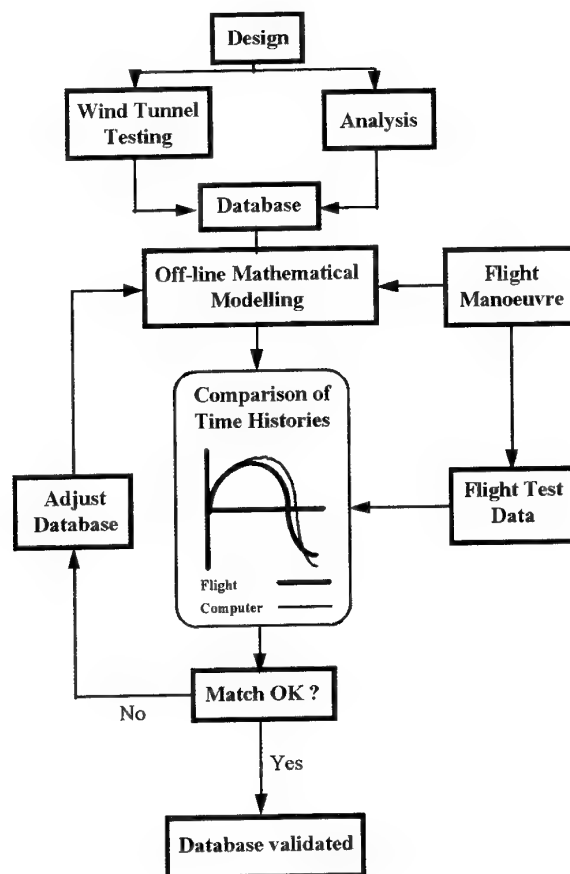 Design
Wind Tunnel
Testing
Analysis
Database
Off-line Mathematical
Modelling
Flight
Manoeuvre
Comparison of
Time Histories
Adjust
Database
Flight Test
Data
Flight
Computer
Match OK ?
No
Yes
Database validated